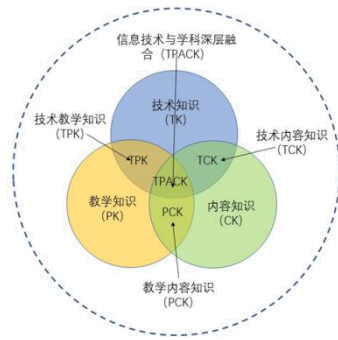 信息技术与学科深层融
合（TPACK）
技术知识
(TK)
技术教学知识
(TPK)
技术内容知识
(TCK)
TPK
TCK
TPACK
教学知识
(PK)
PCK
内容知识
(CK)
教学内容知识
(PCK)